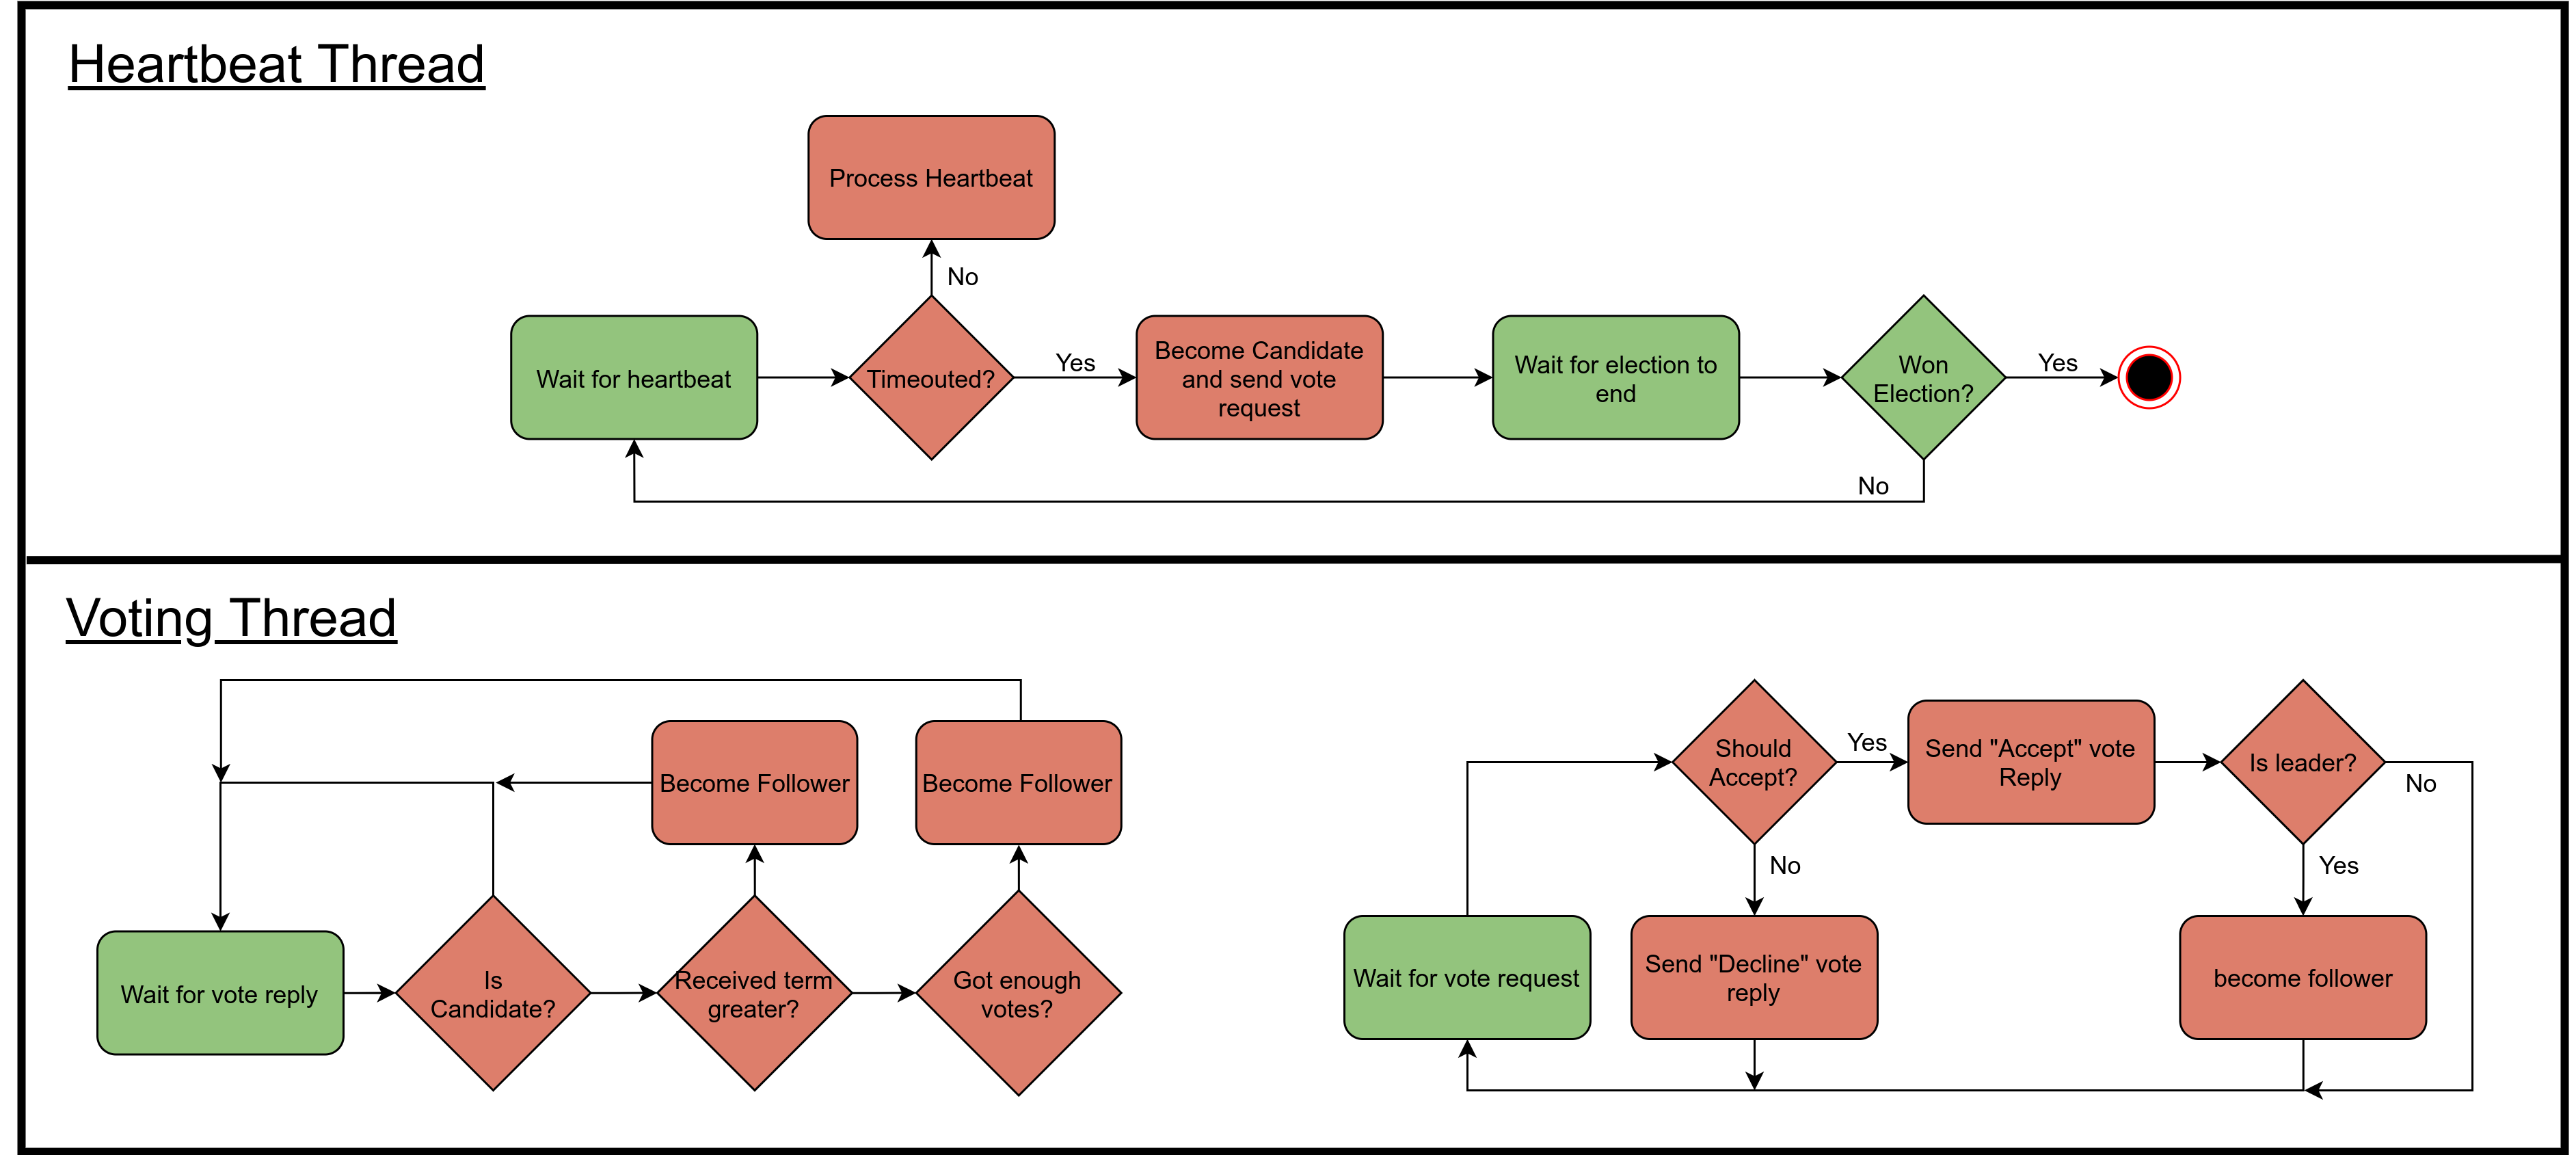 Heartbeat Thread
Process Heartbeat
No
Wait for heartbeat
Timeouted?
Yes
Become Candidate
and send vote
request
Wait for election to
end
Won
Election?
Yes
No
Voting Thread
Become Follower
Become Follower
Wait for vote reply
Is
Candidate?
Received term
greater?
Got enough
votes?
Should
Accept?
Yes
Send "Accept" vote
Reply
Is leader?
No
No
Yes
Wait for vote request
Send "Decline" vote
reply
become follower